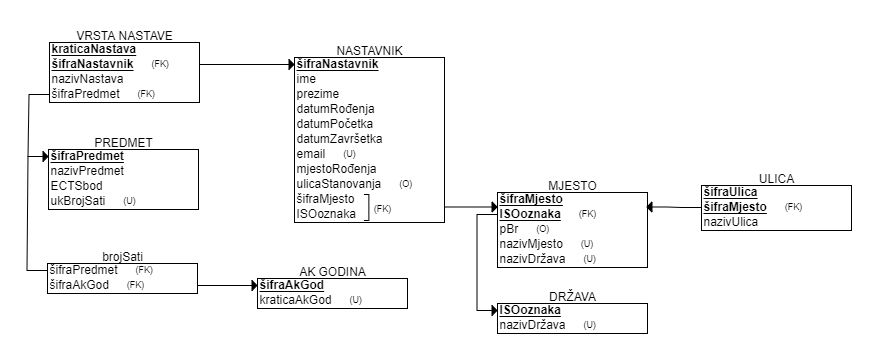 VRSTA NASTAVE
kraticaNastava
šifraNastavnik (FK)
nazivNastava
šifraPredmet (FK)
PREDMET
šifraPredmet
nazivPredmet
ECTSbod
ukBrojSati (U)
brojSati
šifraPredmet (FK)
šifraAkGod (FK)
AK GODINA
šifraAkGod
kraticaAkGod (U)
NASTAVNIK
šifraNastavnik
ime
prezime
datumRođenja
datumPočetka
datumZavršetka
email (U)
mjestoRođenja
ulicaStanovanja (O)
šifraMjesto
ISOoznaka (FK)
MJESTO
šifraMjesto
ISOoznaka (FK)
pBr (O)
nazivMjesto (U)
nazivDržava (U)
DRŽAVA
ISOoznaka
nazivDržava (U)
ULICA
šifraUlica
šifraMjesto (FK)
nazivUlica